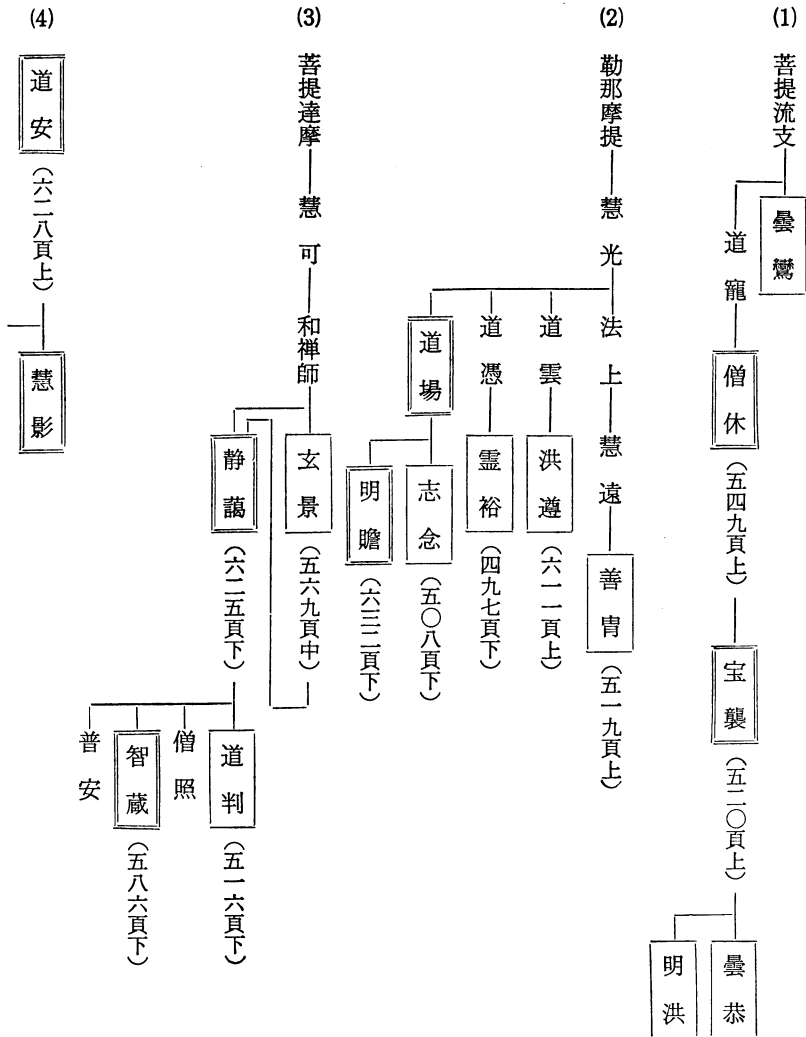 (1)
菩提流支
曇鸞
道寵
僧休
(五四九頁上)
宝襲
(五二〇頁上)
曇恭
明洪
(2)
勒那摩提
慧光
法上
慧遠
善冑
(五一九頁上)
道雲
洪遵
(六一一頁上)
道憑
霊裕
(四九七頁下)
道場
志念
(五〇八頁下)
明瞻
(六三二頁下)
(3)
菩提達摩
慧可
和禅師
玄景
(五六九頁中)
静藹
(六二五頁下)
道判
(五一六頁下)
僧照
智蔵
(五八六頁下)
普安
(4)
道安
(六二八頁上)
慧影